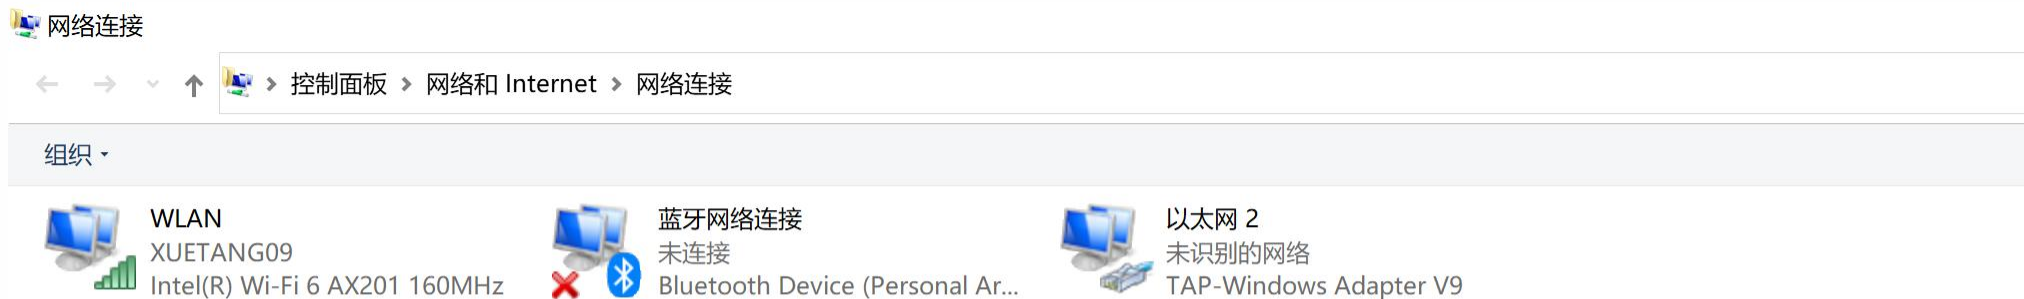 网络连接
控制面板 > 网络和 Internet > 网络连接
组织
WLAN
XUETANG09
Intel(R) Wi-Fi 6 AX201 160MHz
蓝牙网络连接
未连接
Bluetooth Device (Personal Ar...
以太网 2
未识别的网络
TAP-Windows Adapter V9